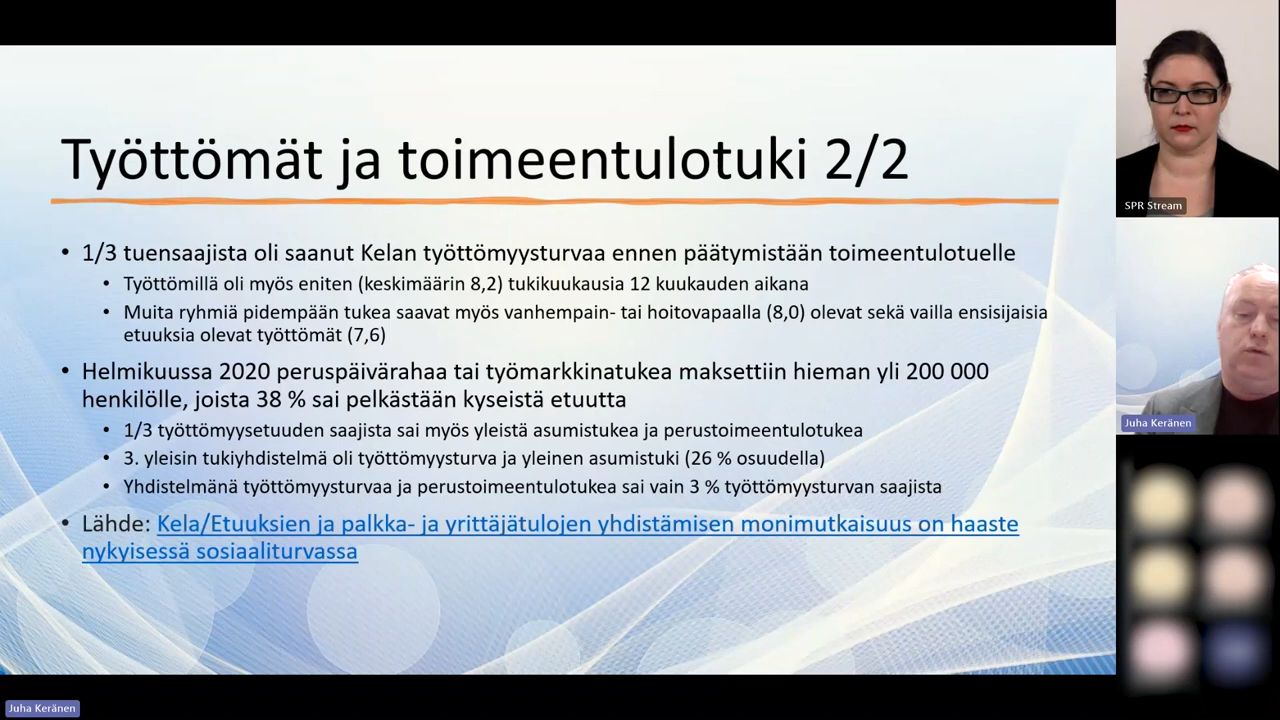 Työttömät ja toimeentulotuki 2/2
• 1/3 tuensaajista oli saanut Kelan työttömyysturvaa ennen päätymistään toimeentulotuelle
• Työttömillä oli myös eniten (keskimäärin 8,2) tukikuukausia 12 kuukauden aikana
• Muita ryhmiä pidempään tukea saavat myös vanhempain- tai hoitovapaalla (8,0) olevat sekä vailla ensisijaisia
etuuksia olevat työttömät (7,6)
• Helmikuussa 2020 peruspäivärahaa tai työmarkkinatukea maksettiin hieman yli 200 000
henkilölle, joista 38 % sai pelkästään kyseistä etuutta
• 1/3 työttömyysetuuden saajista sai myös yleistä asumistukea ja perustoimeentulotukea
• 3. yleisin tukiyhdistelmä oli työttömyysturva ja yleinen asumistuki (26 % osuudella)
• Yhdistelmänä työttömyysturvaa ja perustoimeentulotukea sai vain 3 % työttömyysturvan saajista
• Lähde: Kela/Etuuksien ja palkka- ja yrittäjätulojen yhdistämisen monimutkaisuus on haaste
nykyisessä sosiaaliturvassa
SPR Stream
Juha Keränen
Juha Keränen